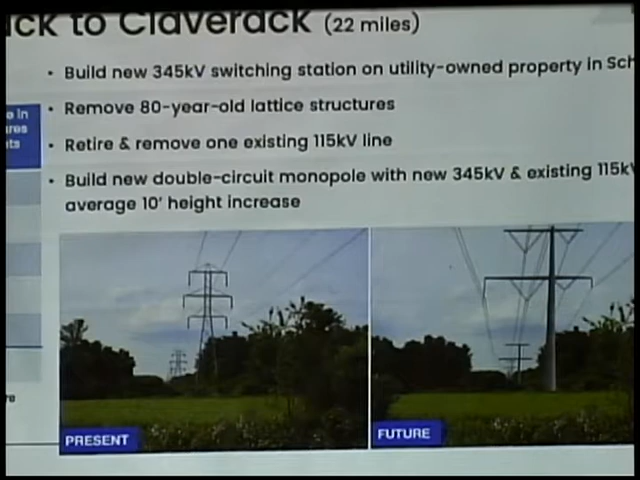 to Claverack (22 miles)
• Build new 345kV switching station on utility-owned property in Sch
• Remove 80-year-old lattice structures
• Retire & remove one existing 115kV line
• Build new double-circuit monopole with new 345kV & existing 115kV
average 10' height increase
PRESENT
FUTURE